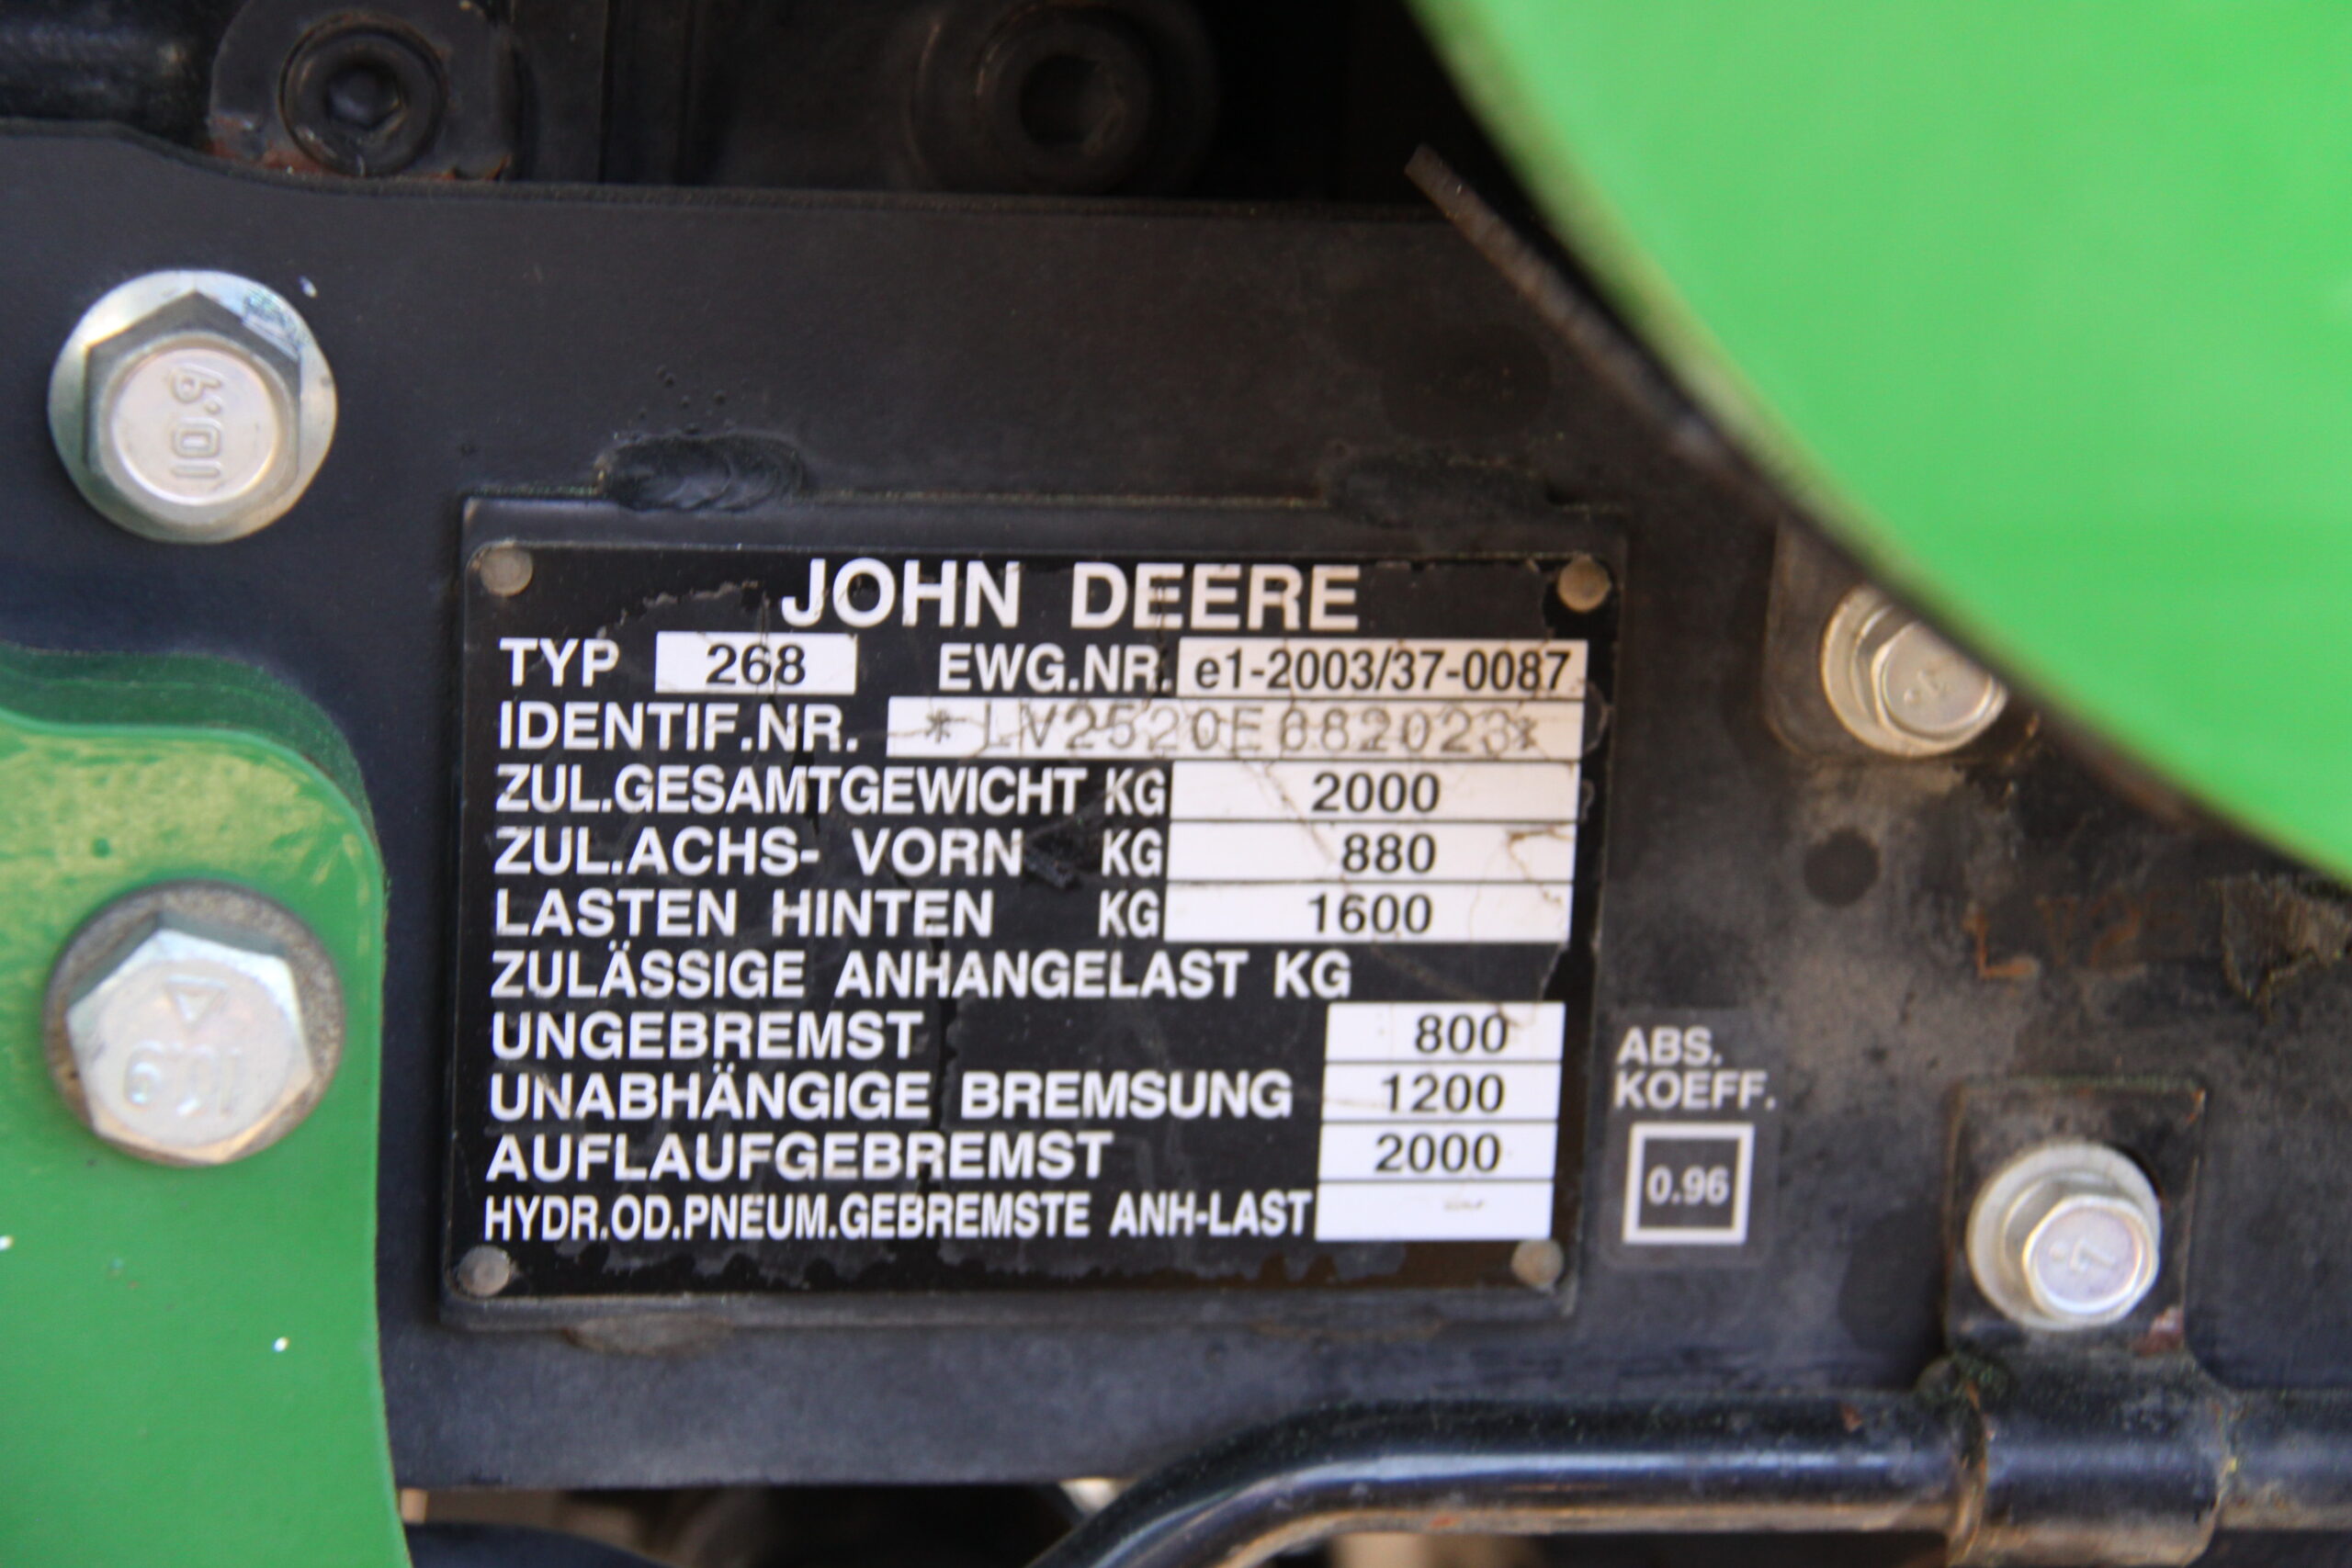 10.9
JOHN DEERE
TYP 268 EWG.NR. e1-2003/37-0087
IDENTIF.NR. *LV2520E682023*
ZUL.GESAMTGEWICHT KG 2000
ZUL.ACHS- VORN KG 880
LASTEN HINTEN KG 1600
ZULÄSSIGE ANHANGELAST KG
UNGEBREMST 800
UNABHÄNGIGE BREMSUNG 1200
AUFLAUFGEBREMST 2000
HYDR.OD.PNEUM.GEBREMSTE ANH-LAST
ABS.
KOEFF.
0.96
10.9